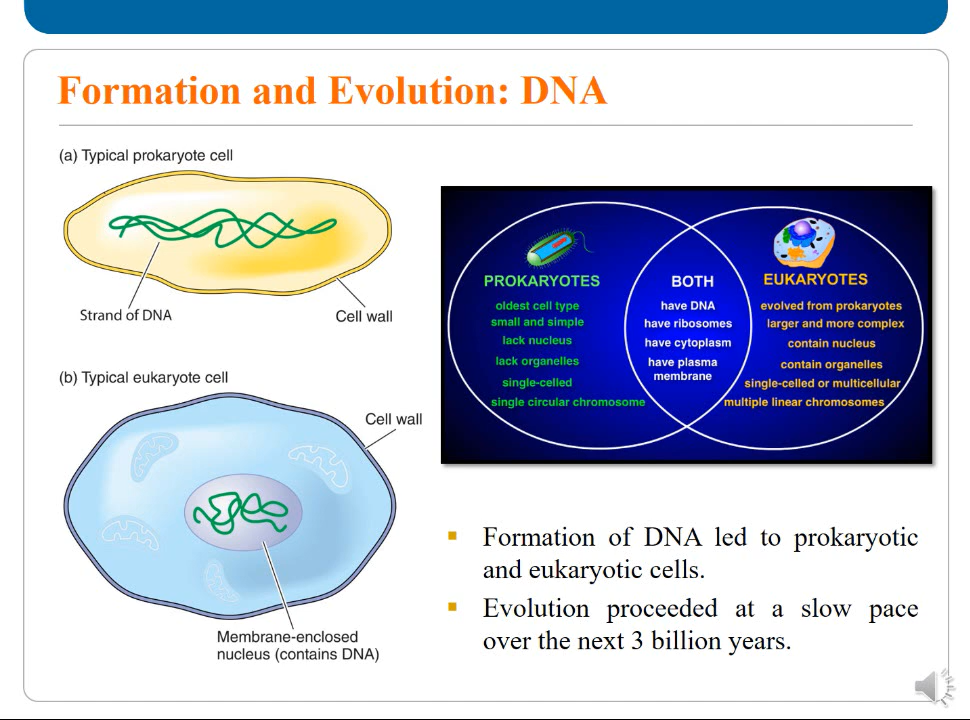 Formation and Evolution: DNA
(a) Typical prokaryote cell
Strand of DNA
Cell wall
(b) Typical eukaryote cell
Cell wall
Membrane-enclosed
nucleus (contains DNA)
PROKARYOTES
oldest cell type
small and simple
lack nucleus
lack organelles
single-celled
single circular chromosome
BOTH
have DNA
have ribosomes
have cytoplasm
have plasma
membrane
EUKARYOTES
evolved from prokaryotes
larger and more complex
contain nucleus
contain organelles
single-celled or multicellular
multiple linear chromosomes
▪ Formation of DNA led to prokaryotic
and eukaryotic cells.
▪ Evolution proceeded at a slow pace
over the next 3 billion years.